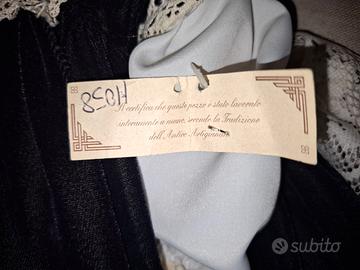 H058
Si certifica che questo pezzo è stato lavorato
interamente a mano, secondo la Tradizione
dell'Antico Artigianato
subito